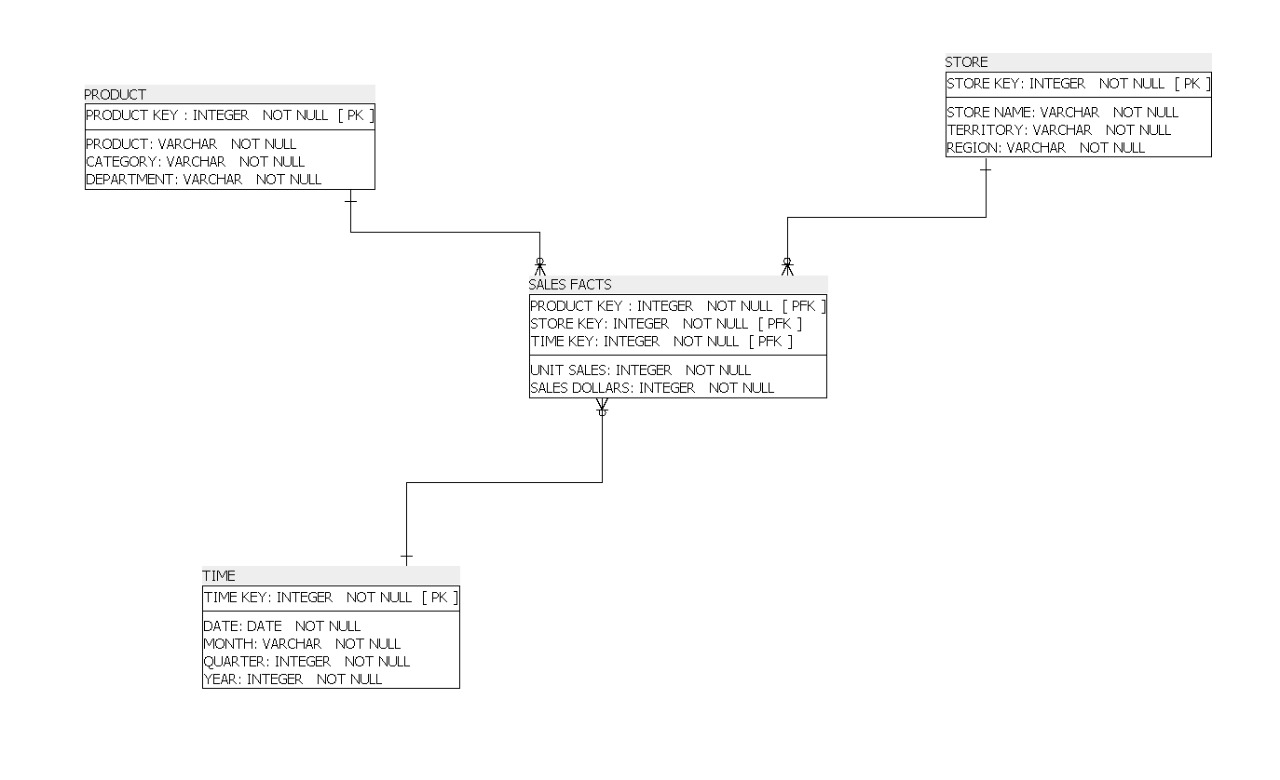 PRODUCT
PRODUCT KEY : INTEGER NOT NULL [ PK ]
PRODUCT: VARCHAR NOT NULL
CATEGORY: VARCHAR NOT NULL
DEPARTMENT: VARCHAR NOT NULL
STORE
STORE KEY: INTEGER NOT NULL [ PK ]
STORE NAME: VARCHAR NOT NULL
TERRITORY: VARCHAR NOT NULL
REGION: VARCHAR NOT NULL
SALES FACTS
PRODUCT KEY : INTEGER NOT NULL [ PFK ]
STORE KEY: INTEGER NOT NULL [ PFK ]
TIME KEY: INTEGER NOT NULL [ PFK ]
UNIT SALES: INTEGER NOT NULL
SALES DOLLARS: INTEGER NOT NULL
TIME
TIME KEY: INTEGER NOT NULL [ PK ]
DATE: DATE NOT NULL
MONTH: VARCHAR NOT NULL
QUARTER: INTEGER NOT NULL
YEAR: INTEGER NOT NULL